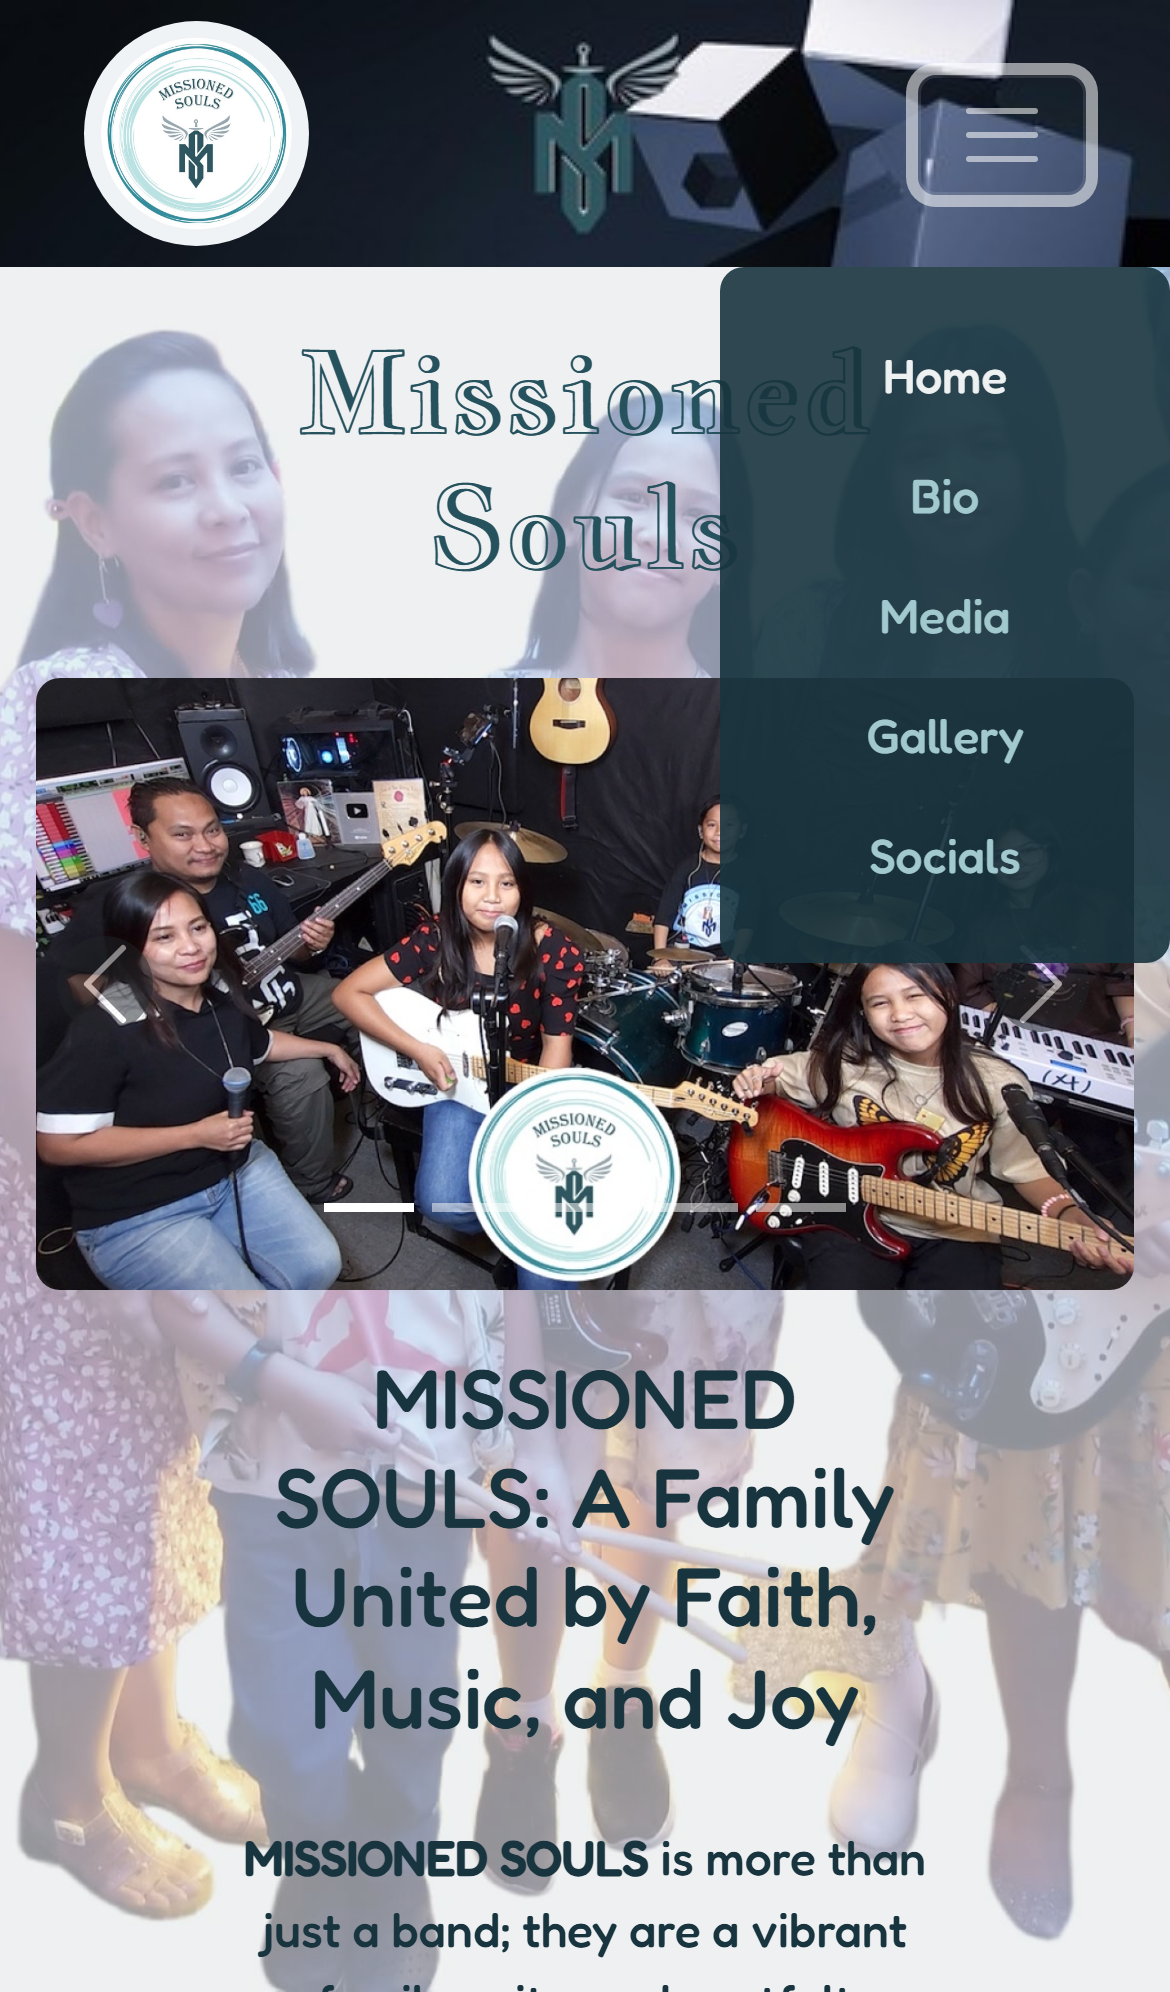 MISSIONED
SOULS
Home
Bio
Media
Gallery
Socials
Missioned
Souls
MISSIONED
SOULS
MISSIONED
SOULS: A Family
United by Faith,
Music, and Joy
MISSIONED SOULS is more than
just a band; they are a vibrant